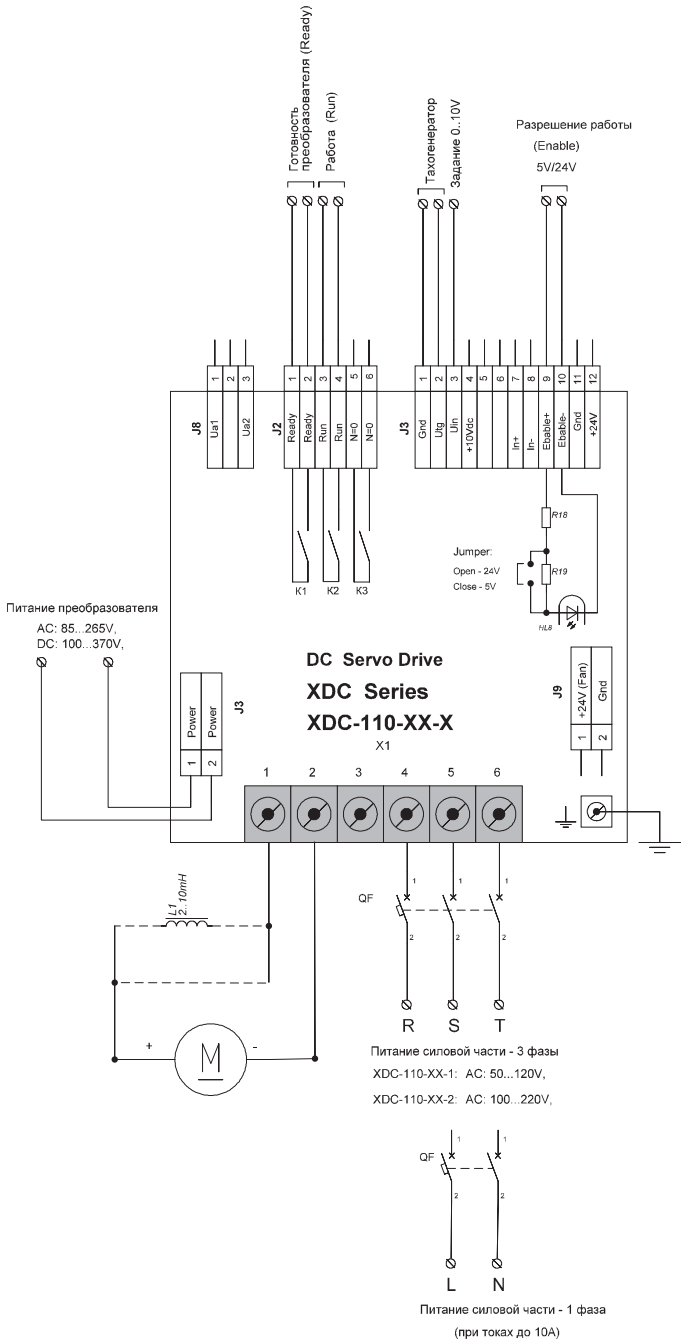 Готовность
преобразователя (Ready)
Работа (Run)
Тахогенератор
Задание 0..10V
Разрешение работы
(Enable)
5V/24V
J8
1
2
3
Ua1
Ua2
J2
1
2
3
4
5
6
Ready
Ready
Run
Run
N=0
N=0
J3
1
2
3
4
5
6
7
8
9
10
11
12
Gnd
Utg
Uin
+10Vdc
In+
In-
Ebable+
Ebable-
Gnd
+24V
K1
K2
K3
R18
Jumper:
Open - 24V
Close - 5V
R19
HL8
Питание преобразователя
AC: 85...265V,
DC: 100...370V,
Power
Power
1
2
J3
DC Servo Drive
XDC Series
XDC-110-XX-X
X1
J9
+24V (Fan)
Gnd
1
2
1
2
3
4
5
6
L1
2..10mH
QF
1
1
1
2
2
2
R
S
T
+
M
-
Питание силовой части - 3 фазы
XDC-110-XX-1: AC: 50...120V,
XDC-110-XX-2: AC: 100...220V,
QF
1
1
2
2
L
N
Питание силовой части - 1 фаза
(при токах до 10A)